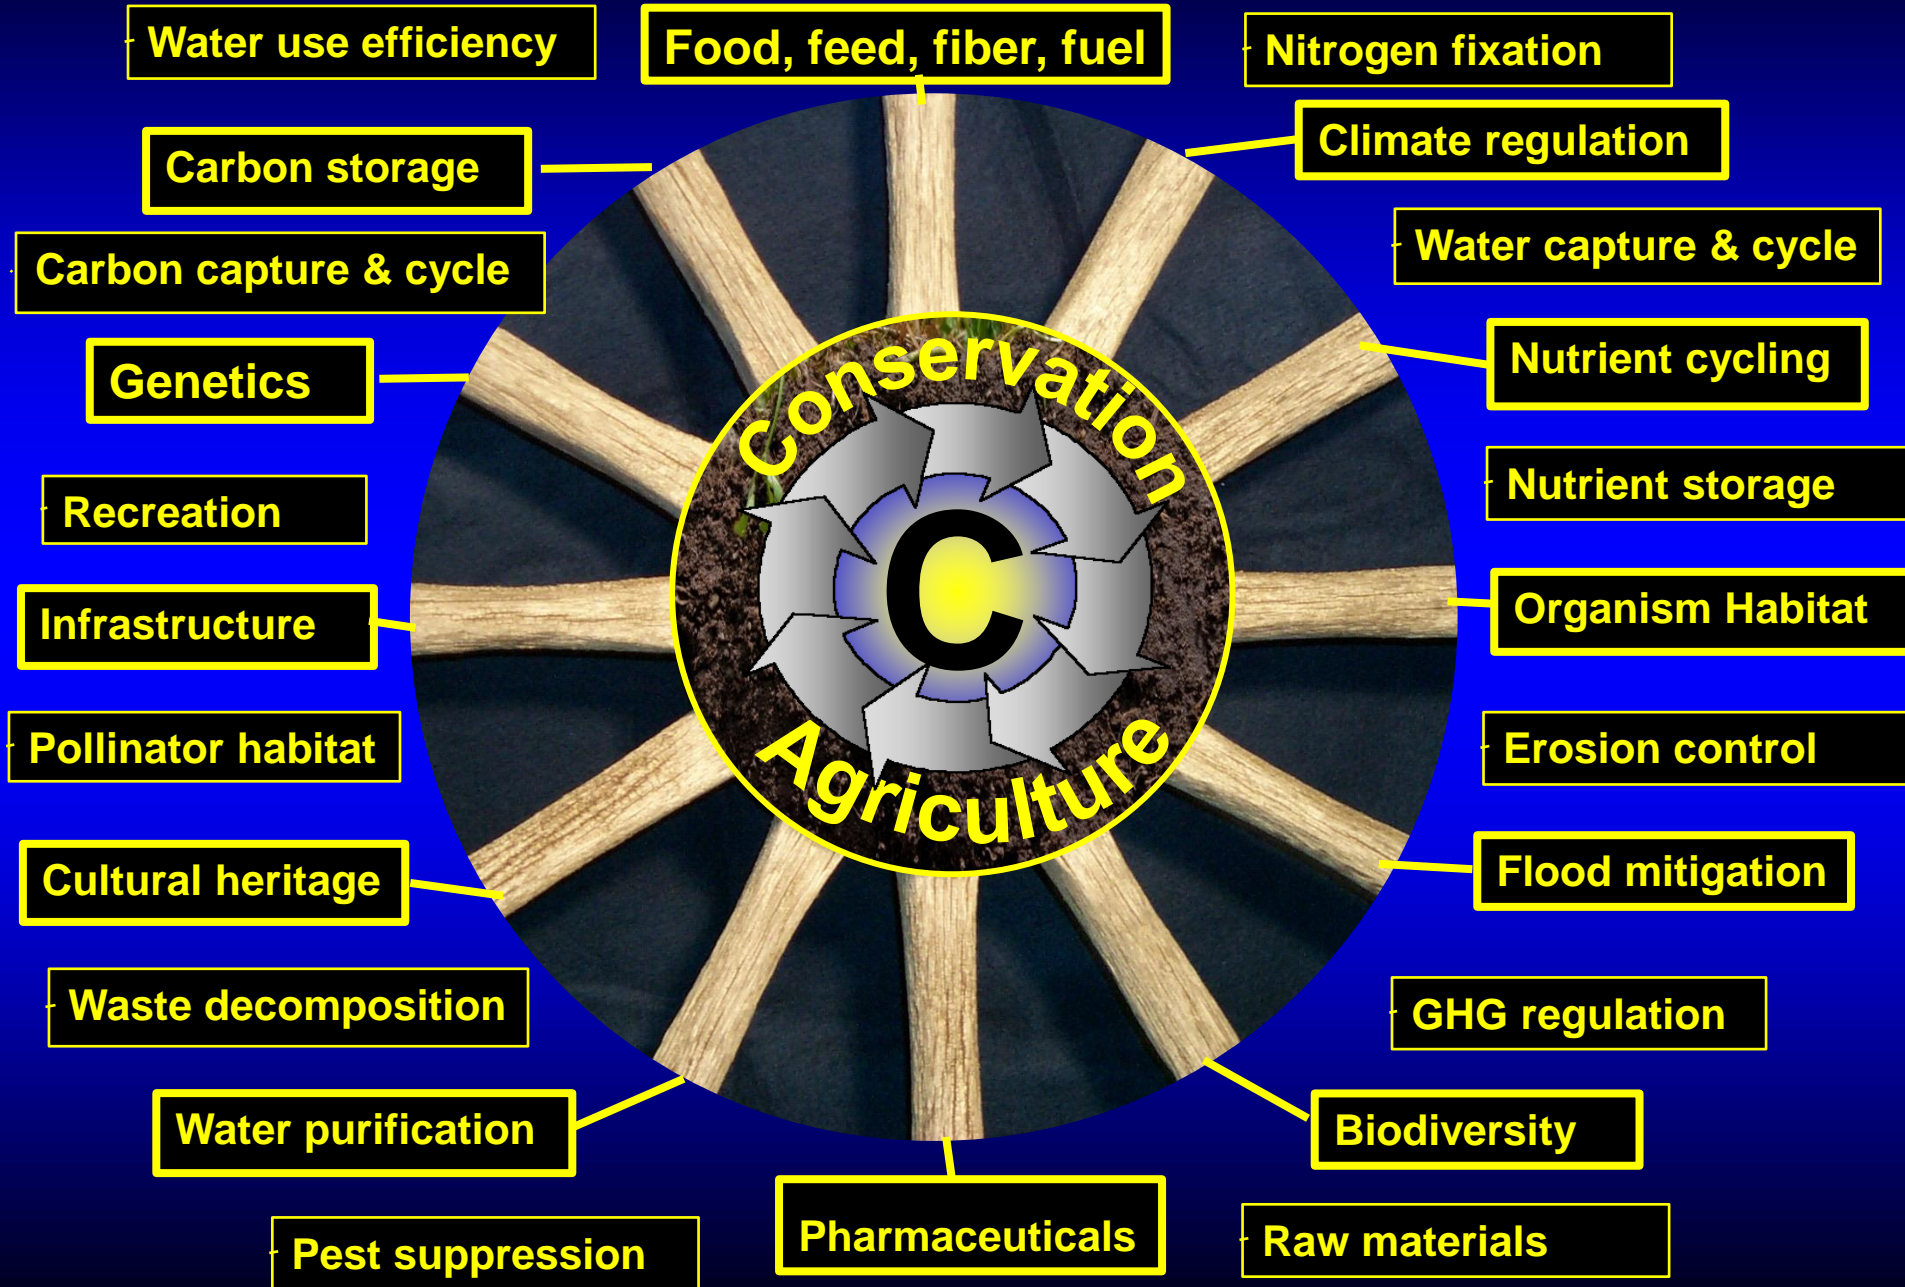 Water use efficiency
Food, feed, fiber, fuel
Nitrogen fixation
Carbon storage
Climate regulation
Carbon capture & cycle
Water capture & cycle
Genetics
Nutrient cycling
Recreation
Nutrient storage
Infrastructure
Organism Habitat
Pollinator habitat
Erosion control
Cultural heritage
Flood mitigation
Waste decomposition
GHG regulation
Water purification
Biodiversity
Pest suppression
Pharmaceuticals
Raw materials
Conservation
C
Agriculture